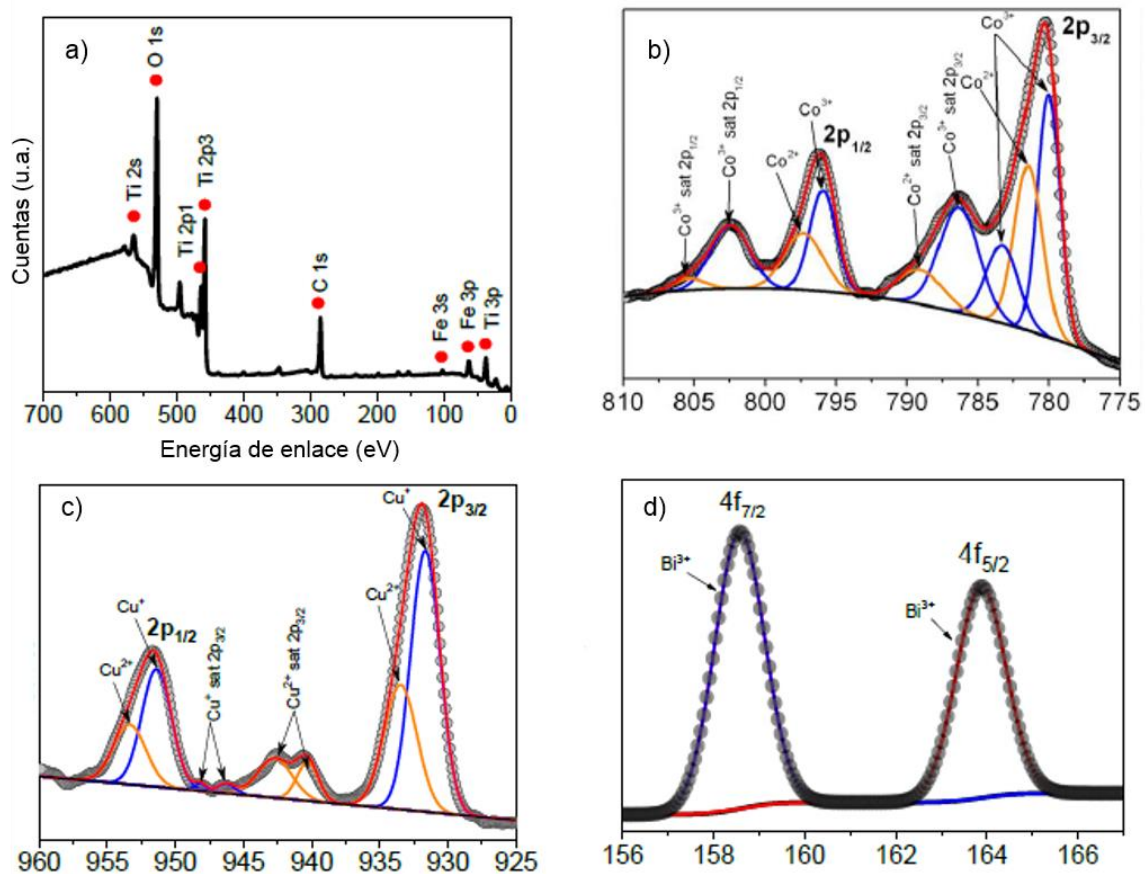 a)
Cuentas (u.a.)
Ti 2s
O 1s
Ti 2p1
Ti 2p3
C 1s
Fe 3s
Fe 3p
Ti 3p
700 600 500 400 300 200 100 0
Energía de enlace (eV)
b)
Co³⁺ sat 2p₁/₂
Co³⁺ sat 2p₁/₂
Co²⁺
Co³⁺
2p₁/₂
Co²⁺ sat 2p₃/₂
Co³⁺ sat 2p₃/₂
Co²⁺
Co³⁺
2p₃/₂
810 805 800 795 790 785 780 775
c)
Cu²⁺
Cu⁺
2p₁/₂
Cu⁺ sat 2p₃/₂
Cu²⁺ sat 2p₃/₂
Cu²⁺
Cu⁺
2p₃/₂
960 955 950 945 940 935 930 925
d)
4f₇/₂
Bi³⁺
4f₅/₂
Bi³⁺
156 158 160 162 164 166